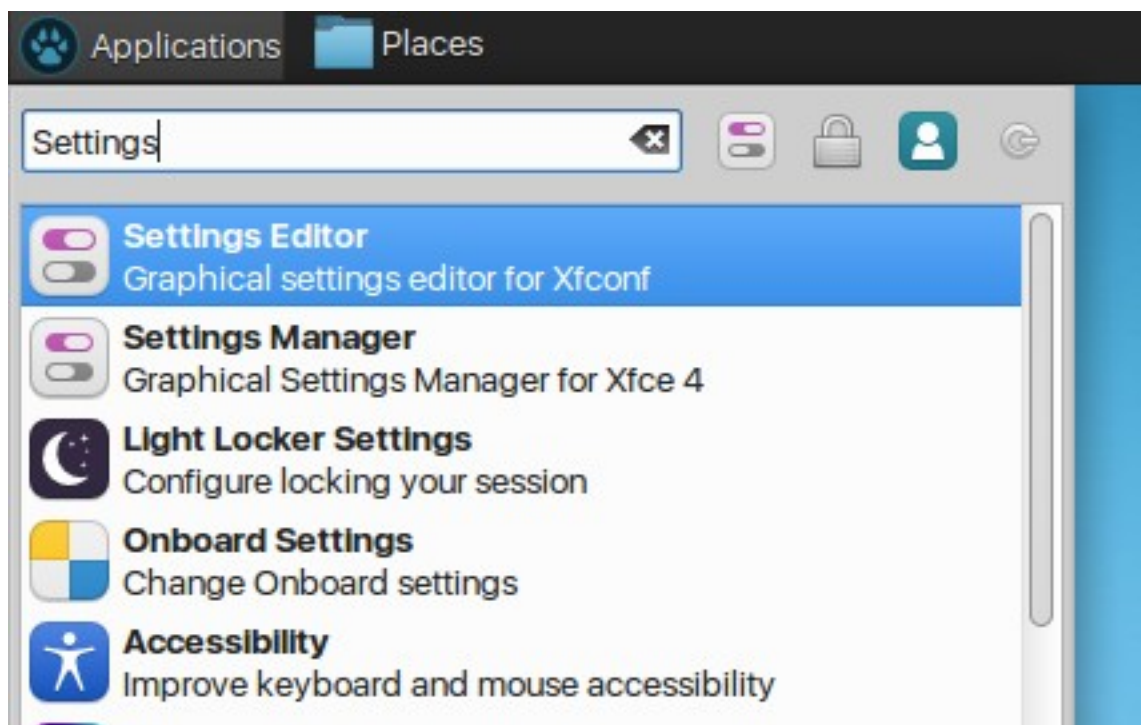 Applications Places
Settings
Settings Editor
Graphical settings editor for Xfconf
Settings Manager
Graphical Settings Manager for Xfce 4
Light Locker Settings
Configure locking your session
Onboard Settings
Change Onboard settings
Accessibility
Improve keyboard and mouse accessibility